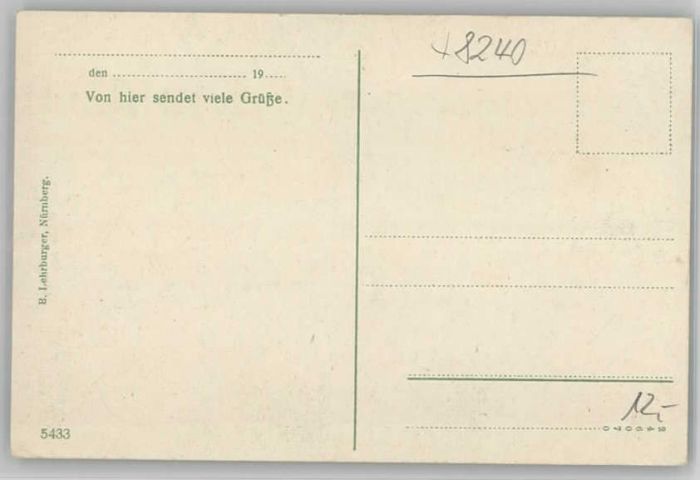 den ........................ 19.....
Von hier sendet viele Grüße.
B. Lehrburger, Nürnberg.
5433
8240
12,-